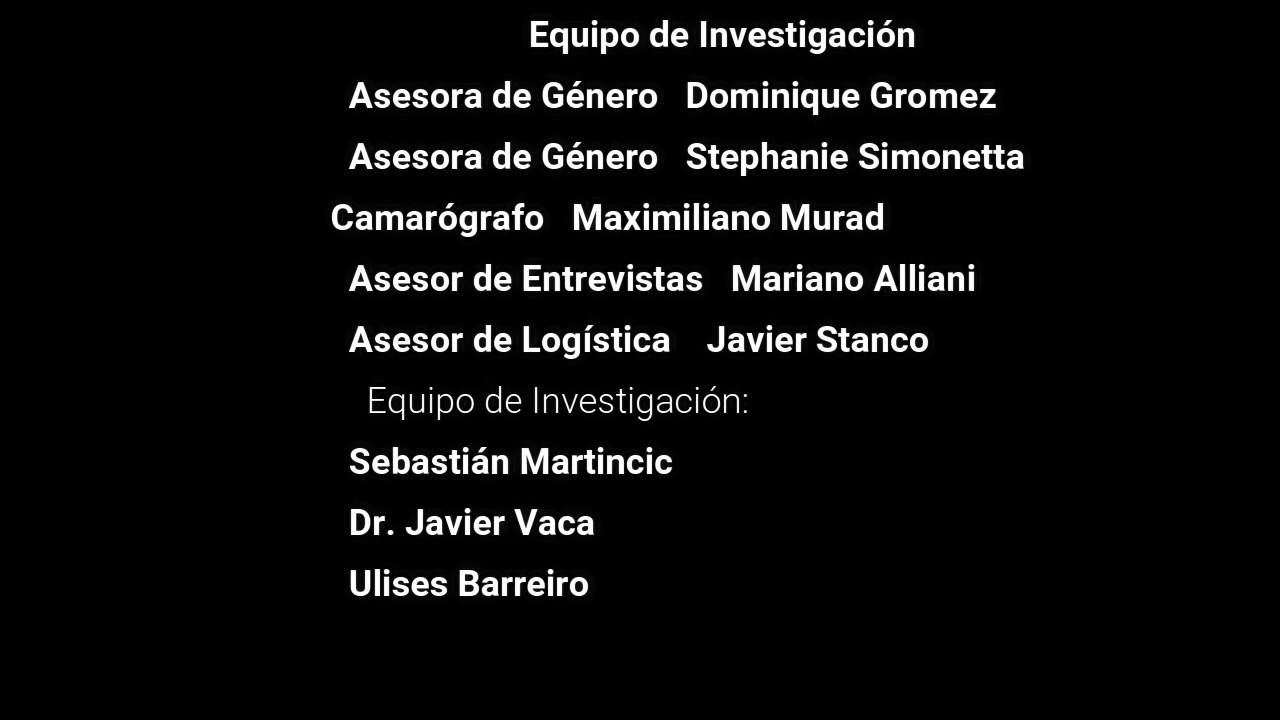 Equipo de Investigación
Asesora de Género Dominique Gromez
Asesora de Género Stephanie Simonetta
Camarógrafo Maximiliano Murad
Asesor de Entrevistas Mariano Alliani
Asesor de Logística Javier Stanco
Equipo de Investigación:
Sebastián Martincic
Dr. Javier Vaca
Ulises Barreiro